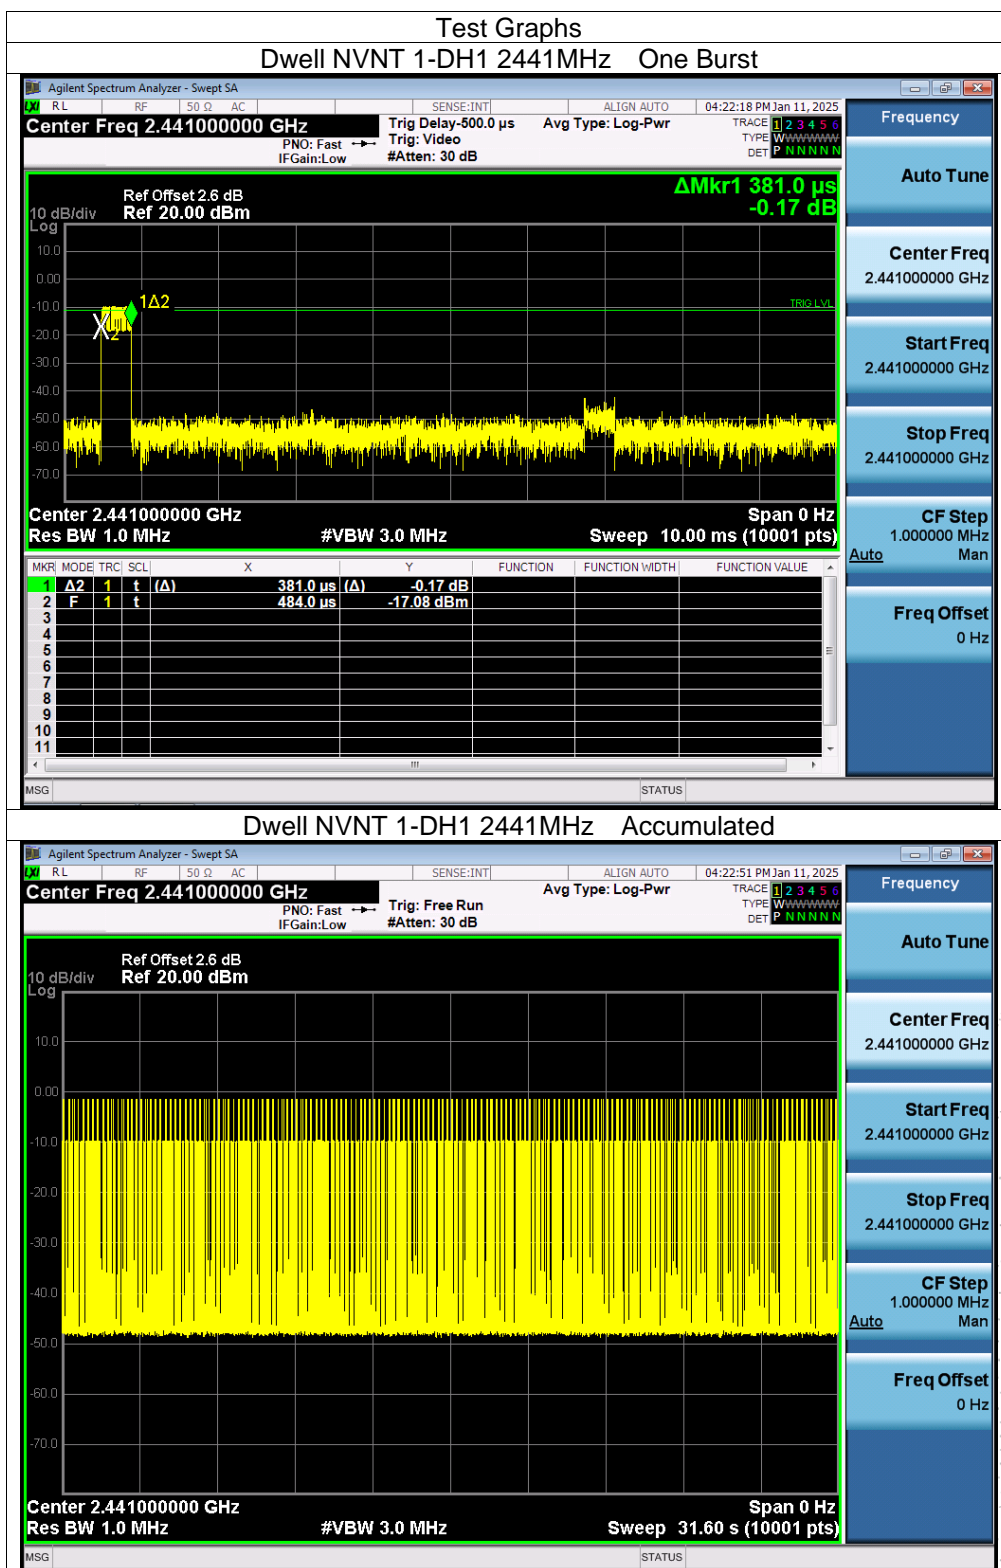 Test Graphs
Dwell NVNT 1-DH1 2441MHz One Burst
Agilent Spectrum Analyzer - Swept SA
LXI RL RF 50 Ω AC SENSE:INT ALIGN AUTO 04:22:18 PM Jan 11, 2025
Center Freq 2.441000000 GHz
PNO: Fast
IFGain:Low
Trig Delay-500.0 µs
Trig: Video
#Atten: 30 dB
Avg Type: Log-Pwr
TRACE 1 2 3 4 5 6
TYPE WWWWWWW
DET P N N N N N
Frequency
Auto Tune
Center Freq
2.441000000 GHz
Start Freq
2.441000000 GHz
Stop Freq
2.441000000 GHz
CF Step
1.000000 MHz
Auto Man
Freq Offset
0 Hz
ΔMkr1 381.0 µs
-0.17 dB
Ref Offset 2.6 dB
10 dB/div Ref 20.00 dBm
Log
10.0
0.00
-10.0
-20.0
-30.0
-40.0
-50.0
-60.0
-70.0
1Δ2
X2
TRIG LVL
Center 2.441000000 GHz Span 0 Hz
Res BW 1.0 MHz #VBW 3.0 MHz Sweep 10.00 ms (10001 pts)
MKR MODE TRC SCL X Y FUNCTION FUNCTION WIDTH FUNCTION VALUE
1 Δ2 1 t (Δ) 381.0 µs (Δ) -0.17 dB
2 F 1 t 484.0 µs -17.08 dBm
3
4
5
6
7
8
9
10
11
MSG STATUS
Dwell NVNT 1-DH1 2441MHz Accumulated
Agilent Spectrum Analyzer - Swept SA
LXI RL RF 50 Ω AC SENSE:INT ALIGN AUTO 04:22:51 PM Jan 11, 2025
Center Freq 2.441000000 GHz
PNO: Fast
IFGain:Low
Trig: Free Run
#Atten: 30 dB
Avg Type: Log-Pwr
TRACE 1 2 3 4 5 6
TYPE WWWWWWW
DET P N N N N N
Frequency
Auto Tune
Center Freq
2.441000000 GHz
Start Freq
2.441000000 GHz
Stop Freq
2.441000000 GHz
CF Step
1.000000 MHz
Auto Man
Freq Offset
0 Hz
Ref Offset 2.6 dB
10 dB/div Ref 20.00 dBm
Log
10.0
0.00
-10.0
-20.0
-30.0
-40.0
-50.0
-60.0
-70.0
Center 2.441000000 GHz Span 0 Hz
Res BW 1.0 MHz #VBW 3.0 MHz Sweep 31.60 s (10001 pts)
MSG STATUS